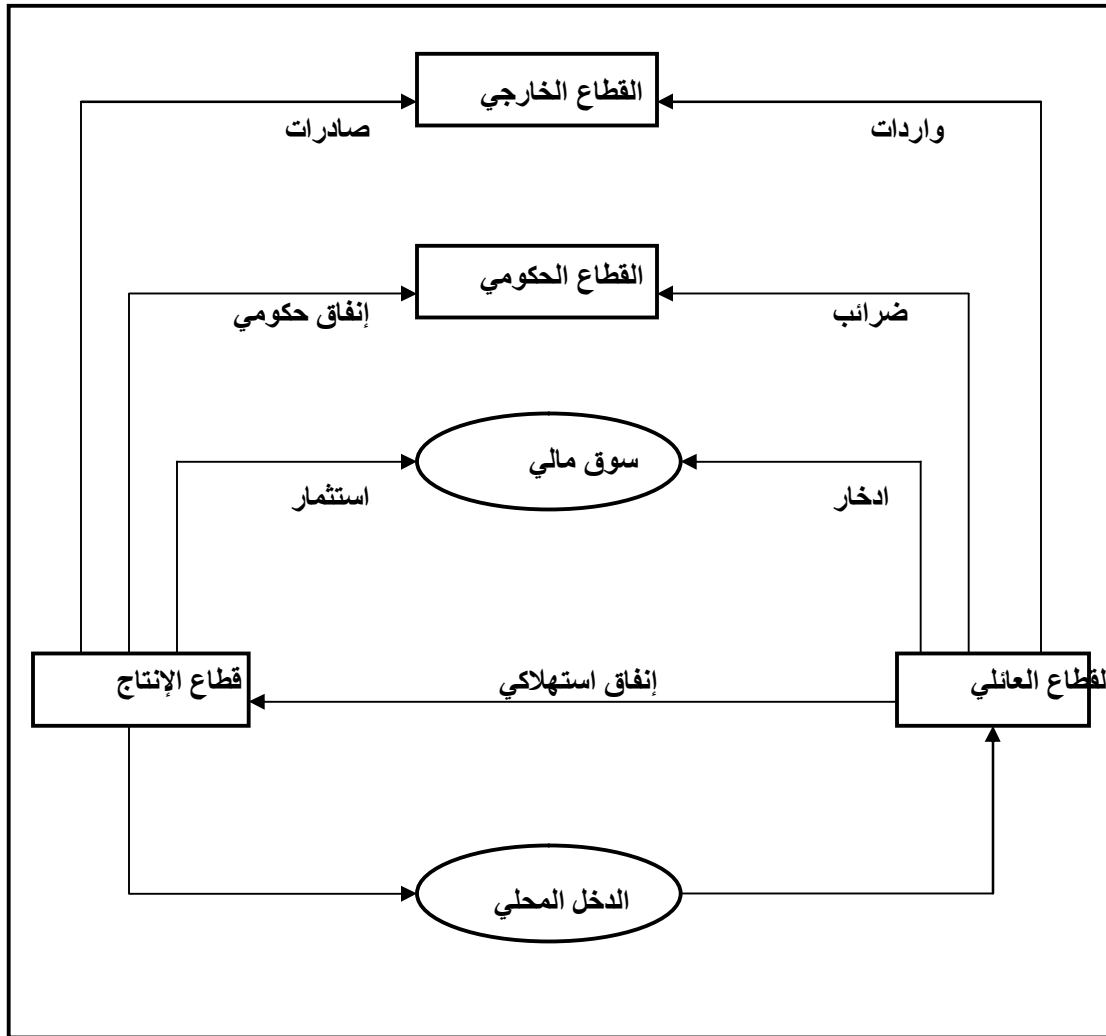 القطاع الخارجي
واردات
صادرات
القطاع الحكومي
ضرائب
إنفاق حكومي
سوق مالي
ادخار
استثمار
لقطاع العائلي
إنفاق استهلاكي
قطاع الإنتاج
الدخل المحلي